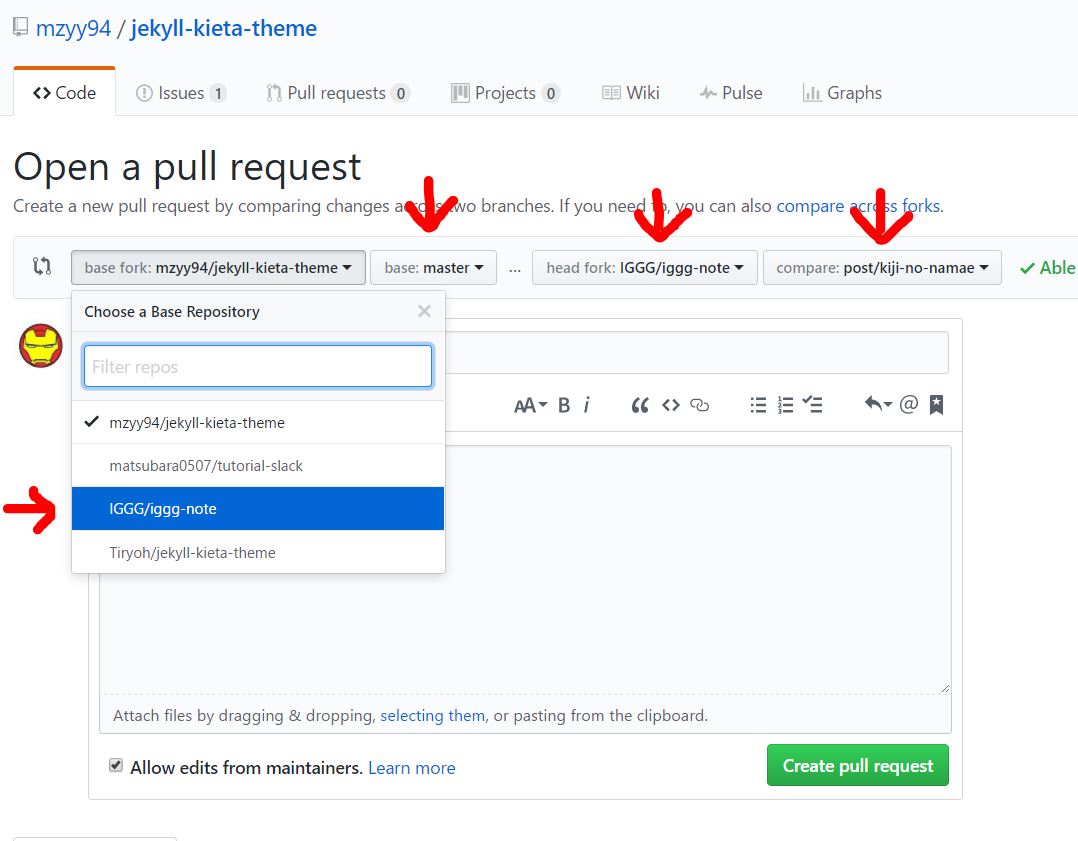 mzyy94 / jekyll-kieta-theme
Code Issues 1 Pull requests 0 Projects 0 Wiki Pulse Graphs
Open a pull request
Create a new pull request by comparing changes across two branches. If you need to, you can also compare across forks.
base fork: mzyy94/jekyll-kieta-theme base: master ... head fork: IGGG/iggg-note compare: post/kiji-no-namae Able
Choose a Base Repository
Filter repos
mzyy94/jekyll-kieta-theme
matsubara0507/tutorial-slack
IGGG/iggg-note
Tiryoh/jekyll-kieta-theme
AA B i
Attach files by dragging & dropping, selecting them, or pasting from the clipboard.
Allow edits from maintainers. Learn more
Create pull request